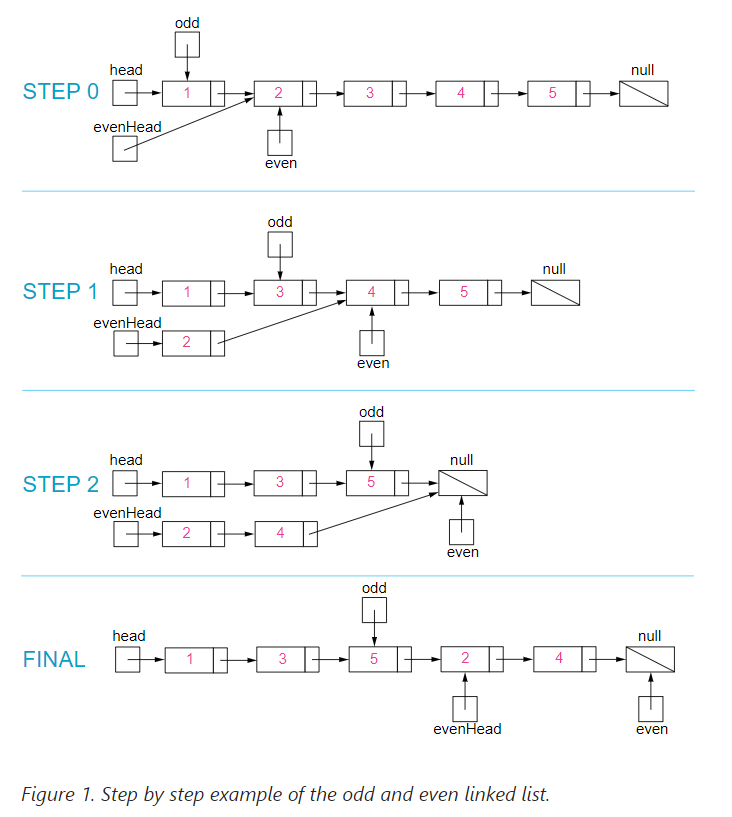 odd
head
null
STEP 0
1
2
3
4
5
evenHead
even
odd
head
null
STEP 1
1
3
4
5
evenHead
2
even
odd
head
null
STEP 2
1
3
5
evenHead
2
4
even
odd
head
null
FINAL
1
3
5
2
4
evenHead
even
Figure 1. Step by step example of the odd and even linked list.